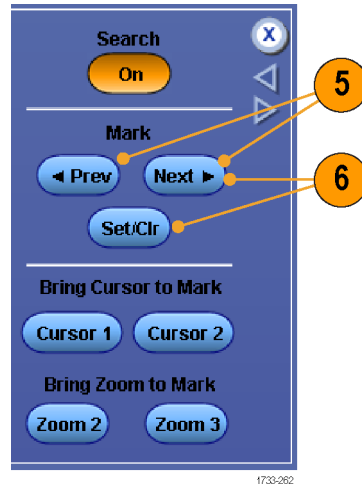 Search
X
On
5
Mark
◄ Prev
Next ►
6
Set/Clr
Bring Cursor to Mark
Cursor 1
Cursor 2
Bring Zoom to Mark
Zoom 2
Zoom 3
1733-262